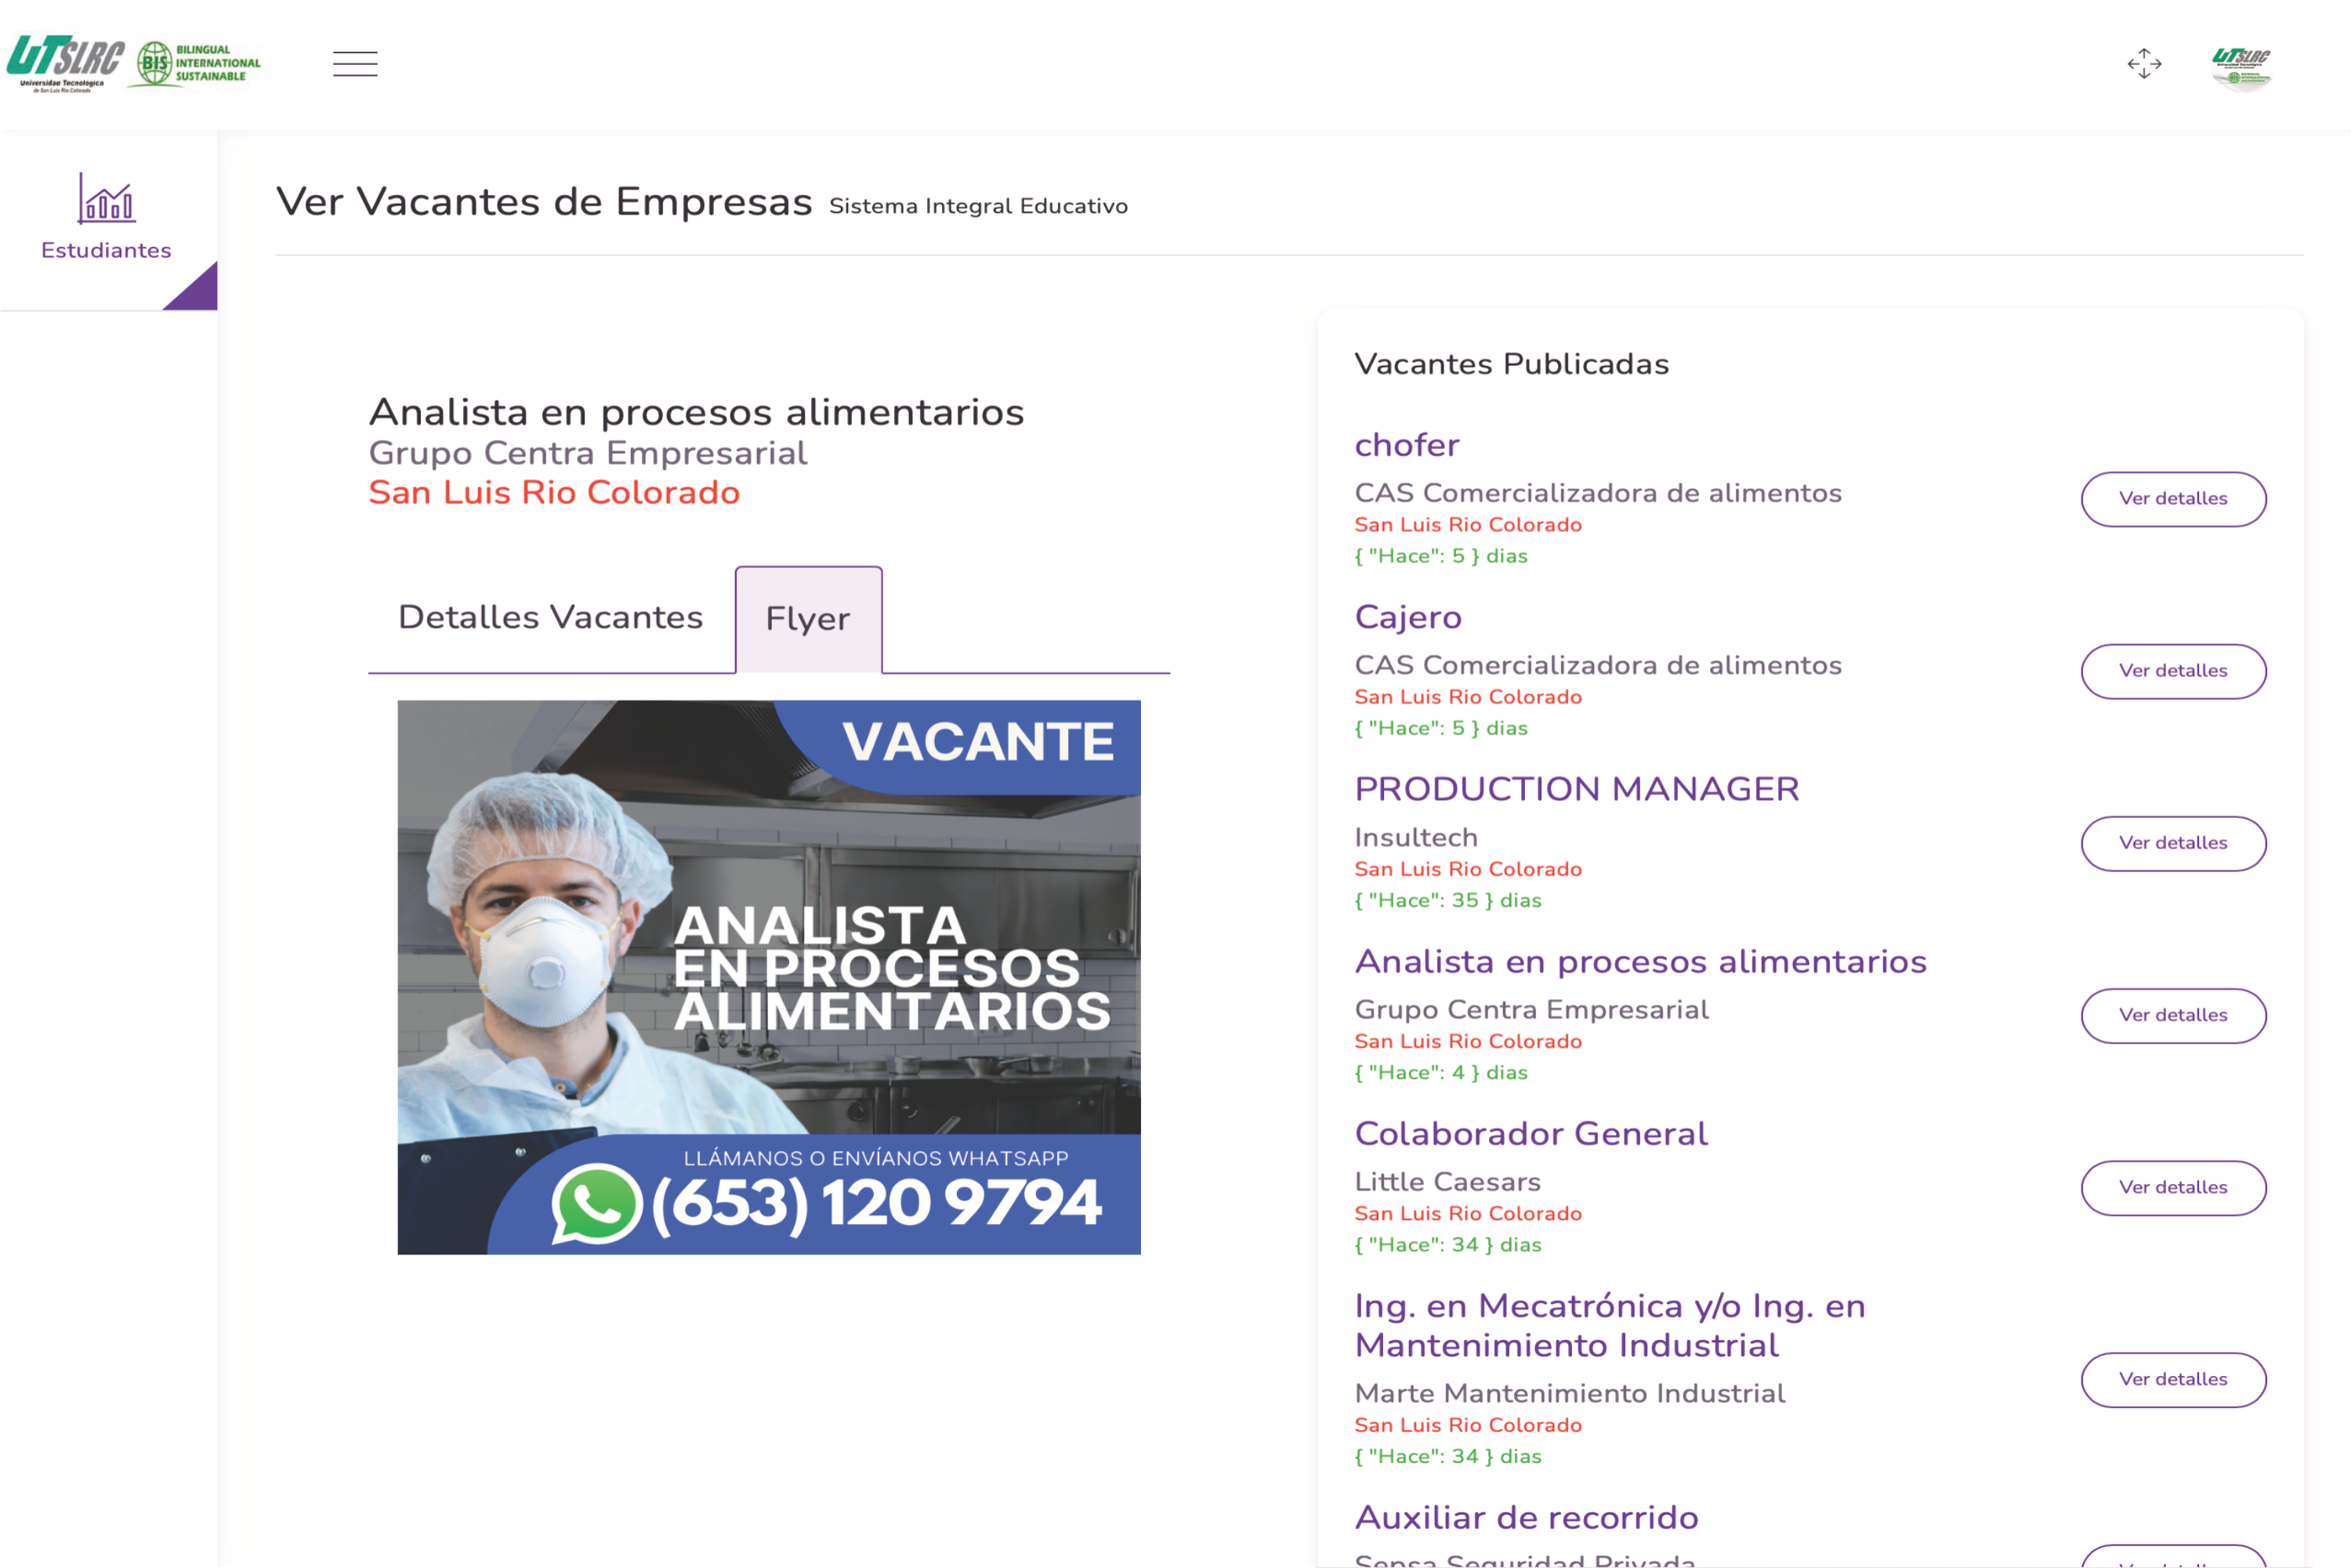 UTSLRC
Universidae Tecnologica
de San Luis Rio Colorado
BIS
BILINGUAL
INTERNATIONAL
SUSTAINABLE
UTSLRC
Estudiantes
Ver Vacantes de Empresas Sistema Integral Educativo
Analista en procesos alimentarios
Grupo Centra Empresarial
San Luis Rio Colorado
Detalles Vacantes
Flyer
VACANTE
ANALISTA
EN PROCESOS
ALIMENTARIOS
LLÁMANOS O ENVÍANOS WHATSAPP
(653) 120 9794
Vacantes Publicadas
chofer
CAS Comercializadora de alimentos
San Luis Rio Colorado
{ "Hace": 5 } dias
Ver detalles
Cajero
CAS Comercializadora de alimentos
San Luis Rio Colorado
{ "Hace": 5 } dias
Ver detalles
PRODUCTION MANAGER
Insultech
San Luis Rio Colorado
{ "Hace": 35 } dias
Ver detalles
Analista en procesos alimentarios
Grupo Centra Empresarial
San Luis Rio Colorado
{ "Hace": 4 } dias
Ver detalles
Colaborador General
Little Caesars
San Luis Rio Colorado
{ "Hace": 34 } dias
Ver detalles
Ing. en Mecatrónica y/o Ing. en
Mantenimiento Industrial
Marte Mantenimiento Industrial
San Luis Rio Colorado
{ "Hace": 34 } dias
Ver detalles
Auxiliar de recorrido
Sepsa Seguridad Privada